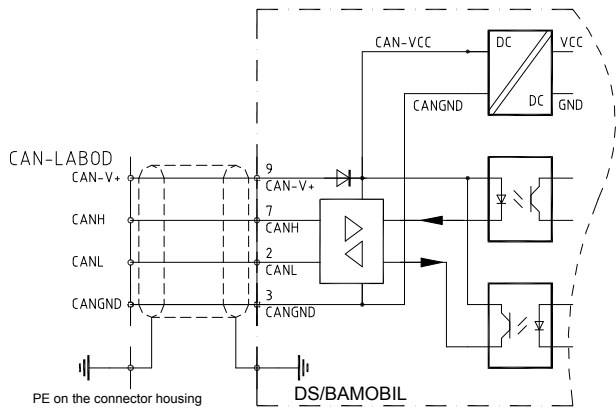 CAN-VCC
DC
VCC
CANGND
DC
GND
CAN-LABOD
CAN-V+
9
CAN-V+
CANH
7
CANH
CANL
2
CANL
CANGND
3
CANGND
PE on the connector housing
DS/BAMOBIL